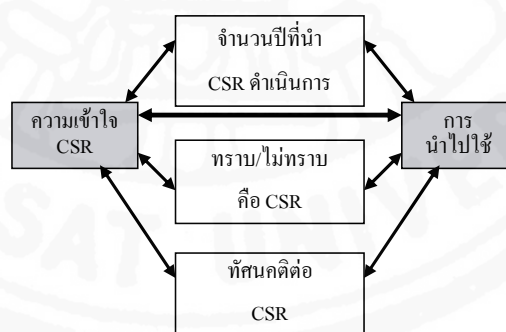 จำนวนปีที่นำ
CSR ดำเนินการ
ความเข้าใจ
CSR
การ
นำไปใช้
ทราบ/ไม่ทราบ
คือ CSR
ทัศนคติต่อ
CSR